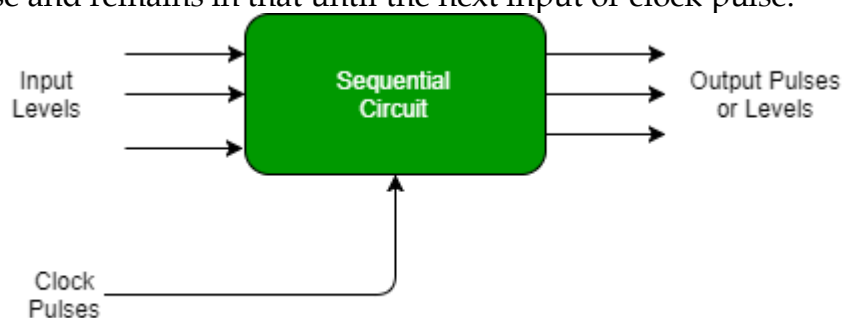 se and remains in that until the next input or clock pulse.
Input
Levels
Sequential
Circuit
Output Pulses
or Levels
Clock
Pulses